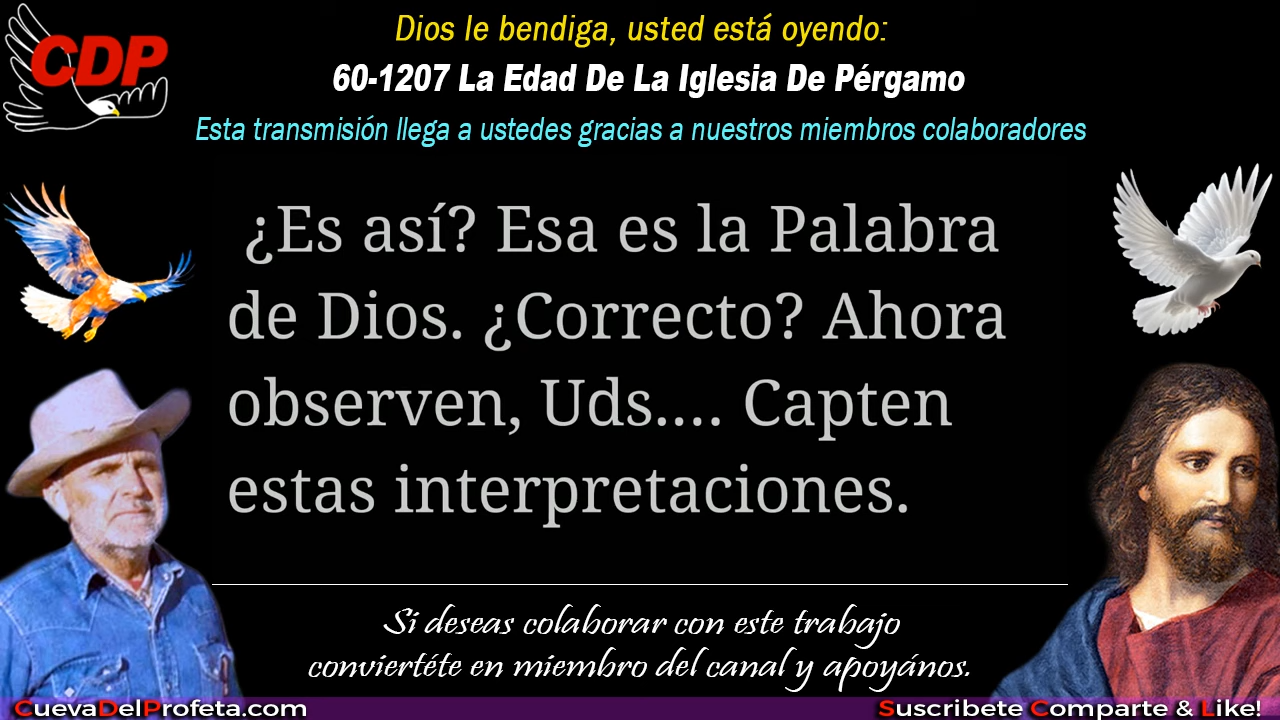 CDP
Dios le bendiga, usted está oyendo:
60-1207 La Edad De La Iglesia De Pérgamo
Esta transmisión llega a ustedes gracias a nuestros miembros colaboradores
¿Es así? Esa es la Palabra
de Dios. ¿Correcto? Ahora
observen, Uds.... Capten
estas interpretaciones.
Si deseas colaborar con este trabajo
conviertéte en miembro del canal y apoyános.
CuevaDelProfeta.com
Suscribete Comparte & Like!